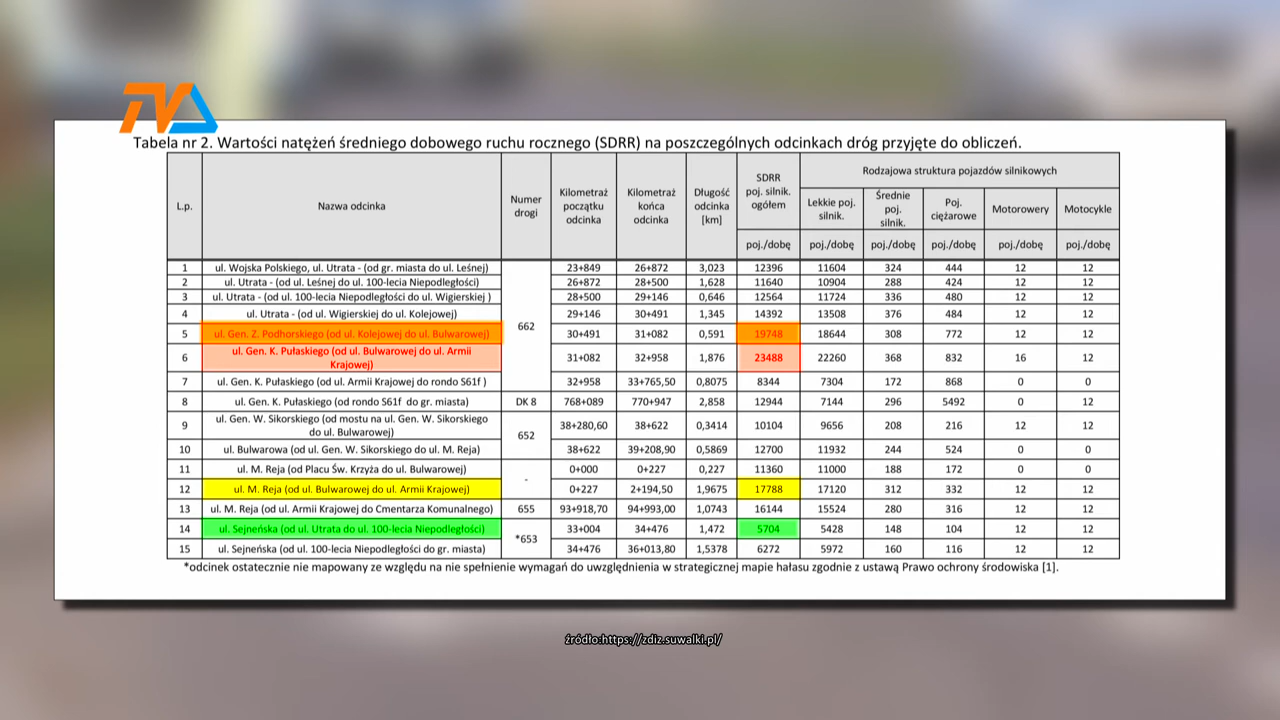 TVA
Tabela nr 2. Wartości natężeń średniego dobowego ruchu rocznego (SDRR) na poszczególnych odcinkach dróg przyjęte do obliczeń.
L.p. Nazwa odcinka Numer drogi Kilometraż początku odcinka Kilometraż końca odcinka Długość odcinka [km] SDRR poj. silnik. ogółem Rodzajowa struktura pojazdów silnikowych
Lekkie poj. silnik. Średnie poj. silnik. Poj. ciężarowe Motorowery Motocykle
poj./dobę poj./dobę poj./dobę poj./dobę poj./dobę poj./dobę
1 ul. Wojska Polskiego, ul. Utrata - (od gr. miasta do ul. Leśnej) 23+849 26+872 3,023 12396 11604 324 444 12 12
2 ul. Utrata - (od ul. Leśnej do ul. 100-lecia Niepodległości) 26+872 28+500 1,628 11640 10904 288 424 12 12
3 ul. Utrata - (od ul. 100-lecia Niepodległości do ul. Wigierskiej ) 28+500 29+146 0,646 12564 11724 336 480 12 12
4 ul. Utrata - (od ul. Wigierskiej do ul. Kolejowej) 29+146 30+491 1,345 14392 13508 376 484 12 12
662
5 ul. Gen. Z. Podhorskiego (od ul. Kolejowej do ul. Bulwarowej) 30+491 31+082 0,591 19748 18644 308 772 12 12
6 ul. Gen. K. Pułaskiego (od ul. Bulwarowej do ul. Armii
Krajowej) 31+082 32+958 1,876 23488 22260 368 832 16 12
7 ul. Gen. K. Pułaskiego (od ul. Armii Krajowej do rondo S61f ) 32+958 33+765,50 0,8075 8344 7304 172 868 0 0
8 ul. Gen. K. Pułaskiego (od rondo S61f do gr. miasta) DK 8 768+089 770+947 2,858 12944 7144 296 5492 0 12
9 ul. Gen. W. Sikorskiego (od mostu na ul. Gen. W. Sikorskiego
do ul. Bulwarowej) 38+280,60 38+622 0,3414 10104 9656 208 216 12 12
652
10 ul. Bulwarowa (od ul. Gen. W. Sikorskiego do ul. M. Reja) 38+622 39+208,90 0,5869 12700 11932 244 524 0 0
11 ul. M. Reja (od Placu Św. Krzyża do ul. Bulwarowej) 0+000 0+227 0,227 11360 11000 188 172 0 0
-
12 ul. M. Reja (od ul. Bulwarowej do ul. Armii Krajowej) 0+227 2+194,50 1,9675 17788 17120 312 332 12 12
13 ul. M. Reja (od ul. Armii Krajowej do Cmentarza Komunalnego) 655 93+918,70 94+993,00 1,0743 16144 15524 280 316 12 12
14 ul. Sejneńska (od ul. Utrata do ul. 100-lecia Niepodległości) 33+004 34+476 1,472 5704 5428 148 104 12 12
*653
15 ul. Sejneńska (od ul. 100-lecia Niepodległości do gr. miasta) 34+476 36+013,80 1,5378 6272 5972 160 116 12 12
*odcinek ostatecznie nie mapowany ze względu na nie spełnienie wymagań do uwzględnienia w strategicznej mapie hałasu zgodnie z ustawą Prawo ochrony środowiska [1].
źródło:https://zdiz.suwalki.pl/